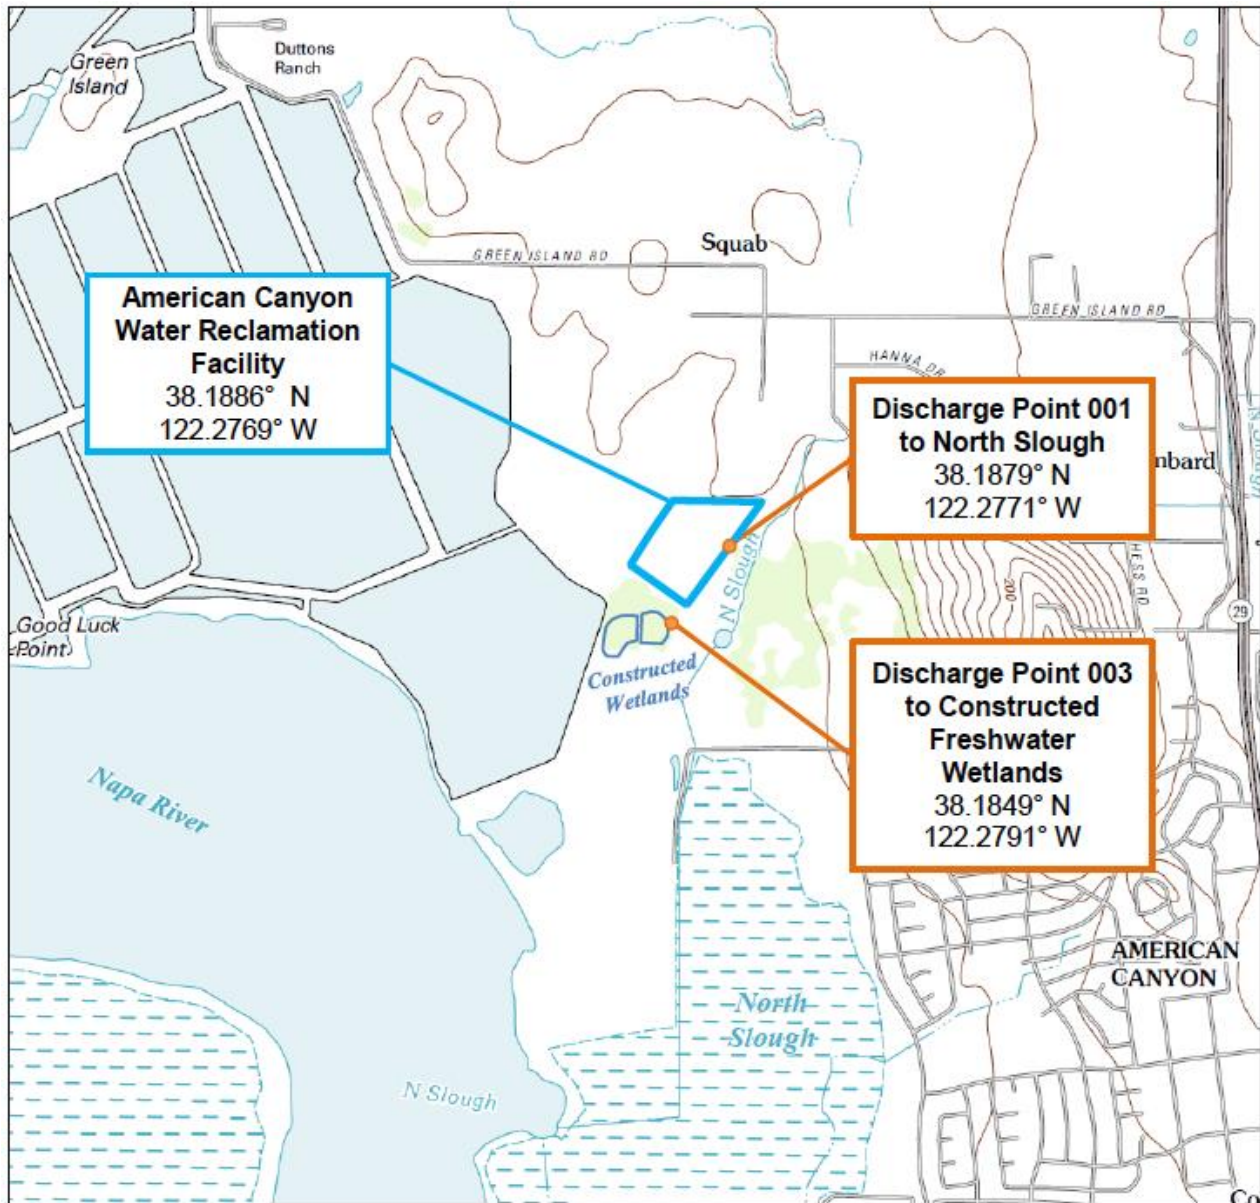 Duttons
Ranch
Green
Island
Squab
GREEN ISLAND RD
American Canyon
Water Reclamation
Facility
38.1886° N
122.2769° W
GREEN ISLAND RD
HANNA DR
Discharge Point 001
to North Slough
38.1879° N
122.2771° W
mbard
N Slough
N Slough
200
HESS RD
29
Good Luck
Point
Constructed
Wetlands
Discharge Point 003
to Constructed
Freshwater
Wetlands
38.1849° N
122.2791° W
Napa River
AMERICAN
CANYON
North
Slough
N Slough
Co